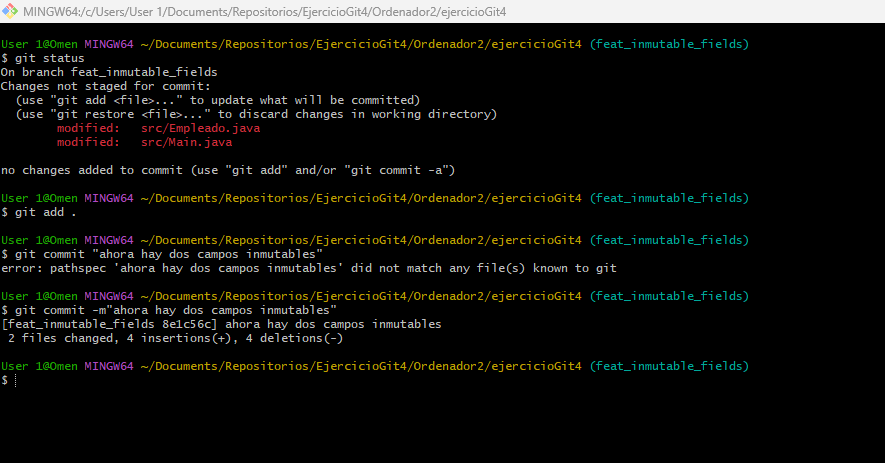 MINGW64:/c/Users/User 1/Documents/Repositorios/EjercicioGit4/Ordenador2/ejercicioGit4
User 1@Omen MINGW64 ~/Documents/Repositorios/EjercicioGit4/Ordenador2/ejercicioGit4 (feat_inmutable_fields)
$ git status
On branch feat_inmutable_fields
Changes not staged for commit:
  (use "git add <file>..." to update what will be committed)
  (use "git restore <file>..." to discard changes in working directory)
        modified:   src/Empleado.java
        modified:   src/Main.java
no changes added to commit (use "git add" and/or "git commit -a")
User 1@Omen MINGW64 ~/Documents/Repositorios/EjercicioGit4/Ordenador2/ejercicioGit4 (feat_inmutable_fields)
$ git add .
User 1@Omen MINGW64 ~/Documents/Repositorios/EjercicioGit4/Ordenador2/ejercicioGit4 (feat_inmutable_fields)
$ git commit "ahora hay dos campos inmutables"
error: pathspec 'ahora hay dos campos inmutables' did not match any file(s) known to git
User 1@Omen MINGW64 ~/Documents/Repositorios/EjercicioGit4/Ordenador2/ejercicioGit4 (feat_inmutable_fields)
$ git commit -m"ahora hay dos campos inmutables"
[feat_inmutable_fields 8e1c56c] ahora hay dos campos inmutables
 2 files changed, 4 insertions(+), 4 deletions(-)
User 1@Omen MINGW64 ~/Documents/Repositorios/EjercicioGit4/Ordenador2/ejercicioGit4 (feat_inmutable_fields)
$